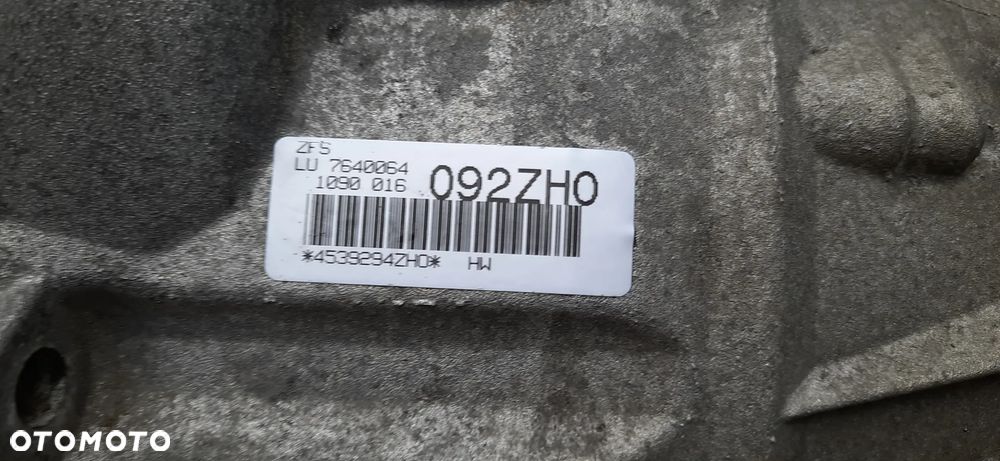 ZFS
LU 7640064
1090 016 092ZH0
*4539294ZH0* HW
OTOMOTO